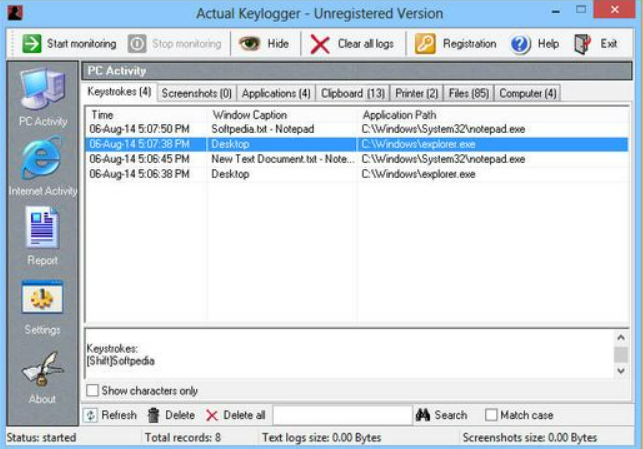 Actual Keylogger - Unregistered Version
Start monitoring Stop monitoring Hide Clear all logs Registration Help Exit
PC Activity
Keystrokes (4) Screenshots (0) Applications (4) Clipboard (13) Printer (2) Files (85) Computer (4)
Time Window Caption Application Path
06-Aug-14 5:07:50 PM Softpedia.txt - Notepad C:\Windows\System32\notepad.exe
06-Aug-14 5:07:38 PM Desktop C:\Windows\explorer.exe
06-Aug-14 5:06:45 PM New Text Document.txt - Note... C:\Windows\System32\notepad.exe
06-Aug-14 5:06:38 PM Desktop C:\Windows\explorer.exe
PC Activity
Internet Activity
Report
Settings
About
Keystrokes:
[Shift]Softpedia
Show characters only
Refresh Delete Delete all Search Match case
Status: started Total records: 8 Text logs size: 0.00 Bytes Screenshots size: 0.00 Bytes